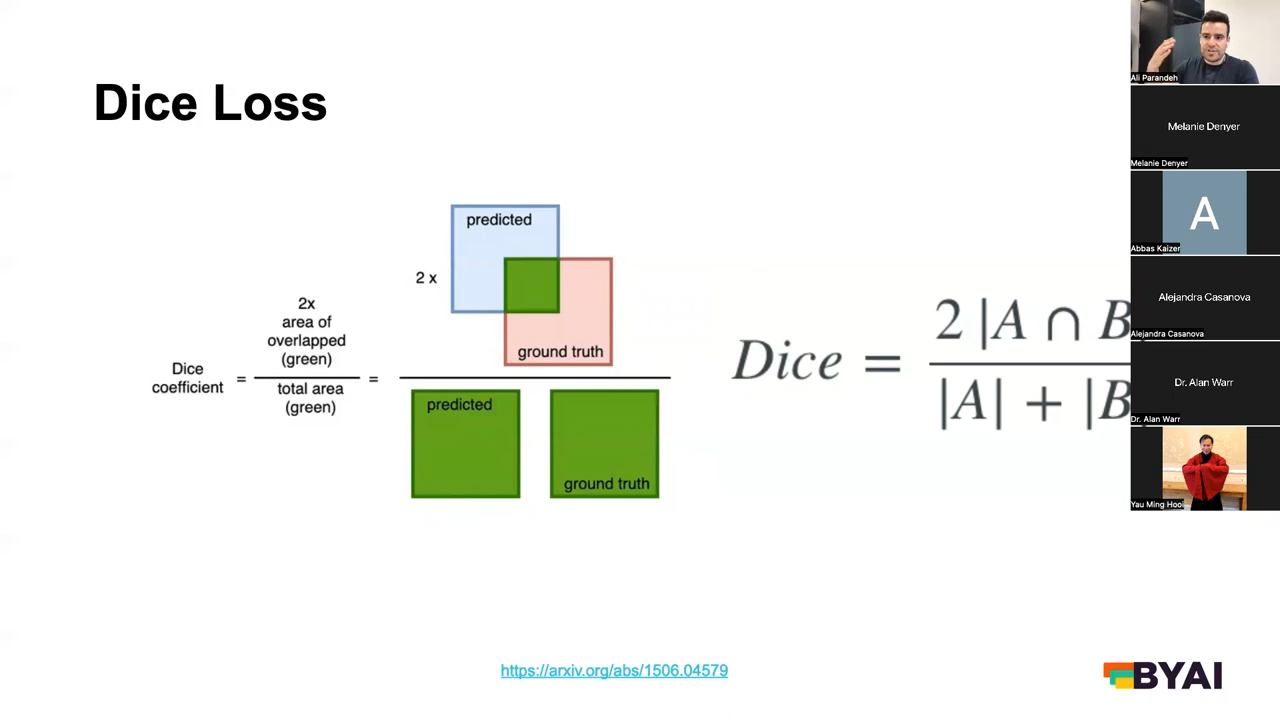 Dice Loss
Dice
coefficient
=
2x
area of
overlapped
(green)
total area
(green)
=
2 x
predicted
ground truth
predicted
ground truth
Dice =
2 |A ∩ B
|A| + |B
https://arxiv.org/abs/1506.04579
BYAI
Ali Parandeh
Melanie Denyer
Melanie Denyer
A
Abbas Kaizer
Alejandra Casanova
Alejandra Casanova
Dr. Alan Warr
Dr. Alan Warr
Yau Ming Hooi